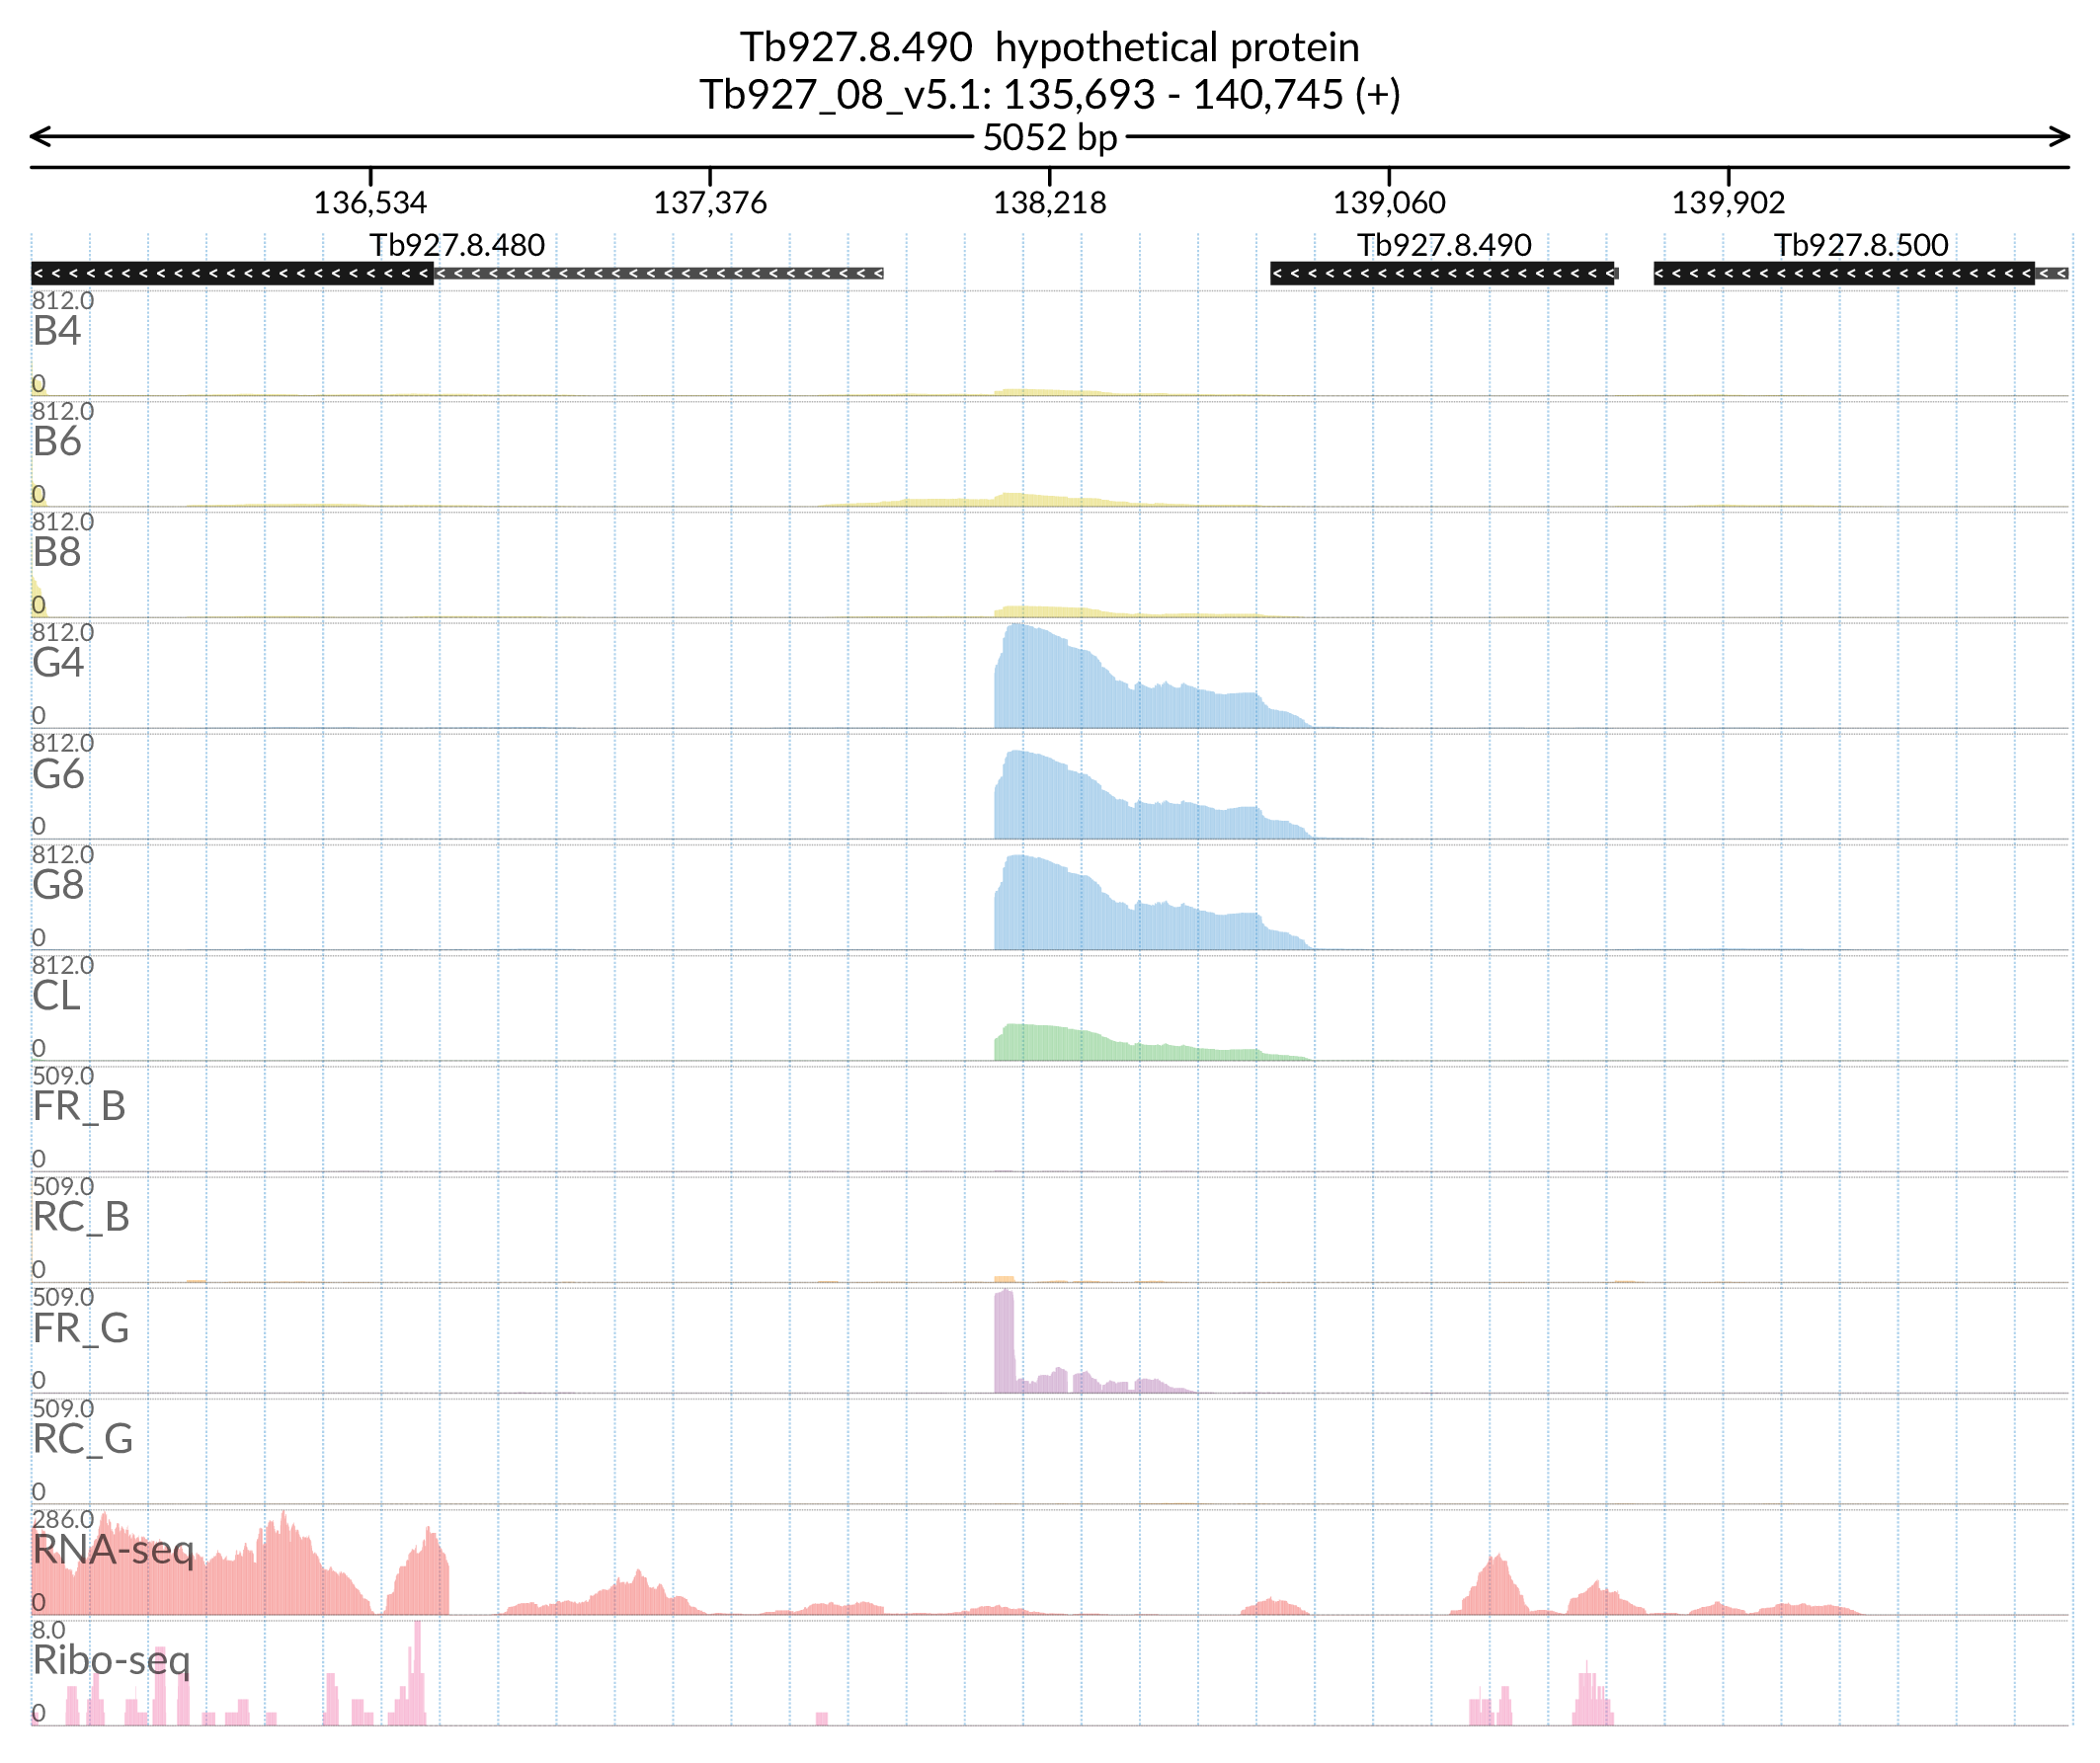 Tb927.8.490  hypothetical protein
Tb927_08_v5.1: 135,693 - 140,745 (+)
5052 bp
136,534 137,376 138,218 139,060 139,902
Tb927.8.480 Tb927.8.490 Tb927.8.500
812.0
B4
0
812.0
B6
0
812.0
B8
0
812.0
G4
0
812.0
G6
0
812.0
G8
0
812.0
CL
0
509.0
FR_B
0
509.0
RC_B
0
509.0
FR_G
0
509.0
RC_G
0
286.0
RNA-seq
0
8.0
Ribo-seq
0